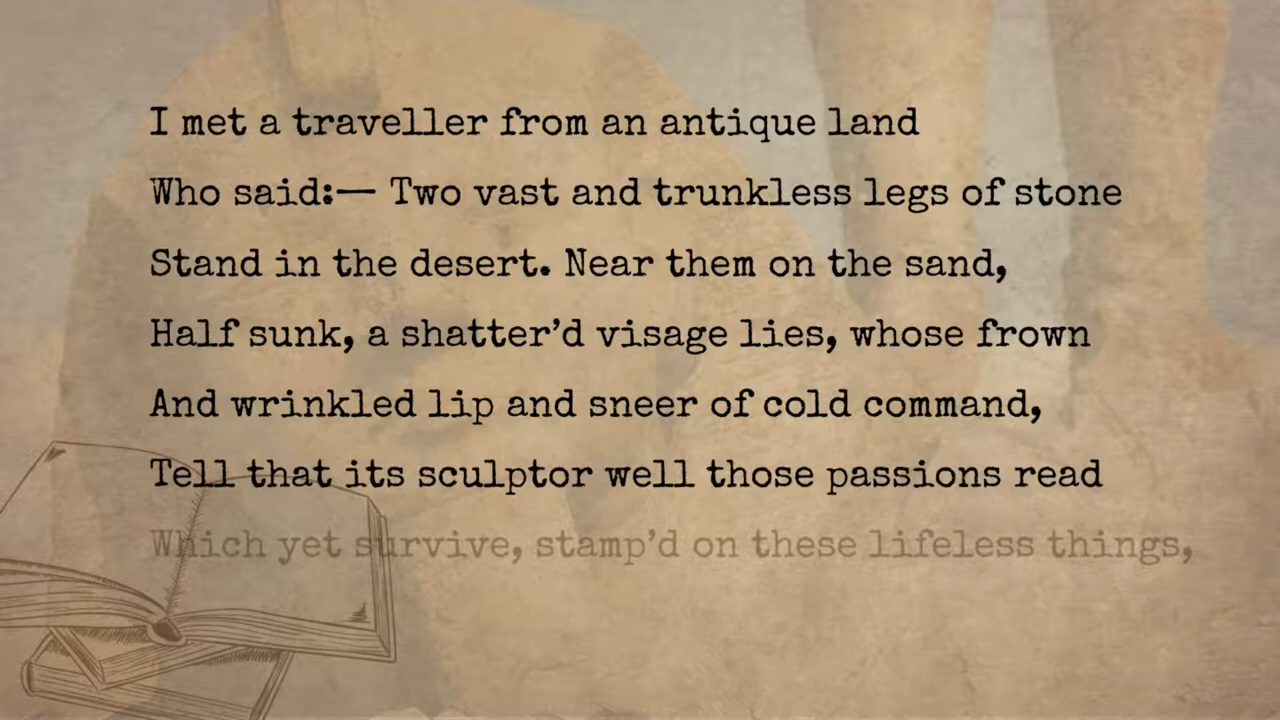 I met a traveller from an antique land
Who said:— Two vast and trunkless legs of stone
Stand in the desert. Near them on the sand,
Half sunk, a shatter’d visage lies, whose frown
And wrinkled lip and sneer of cold command,
Tell that its sculptor well those passions read
Which yet survive, stamp’d on these lifeless things,